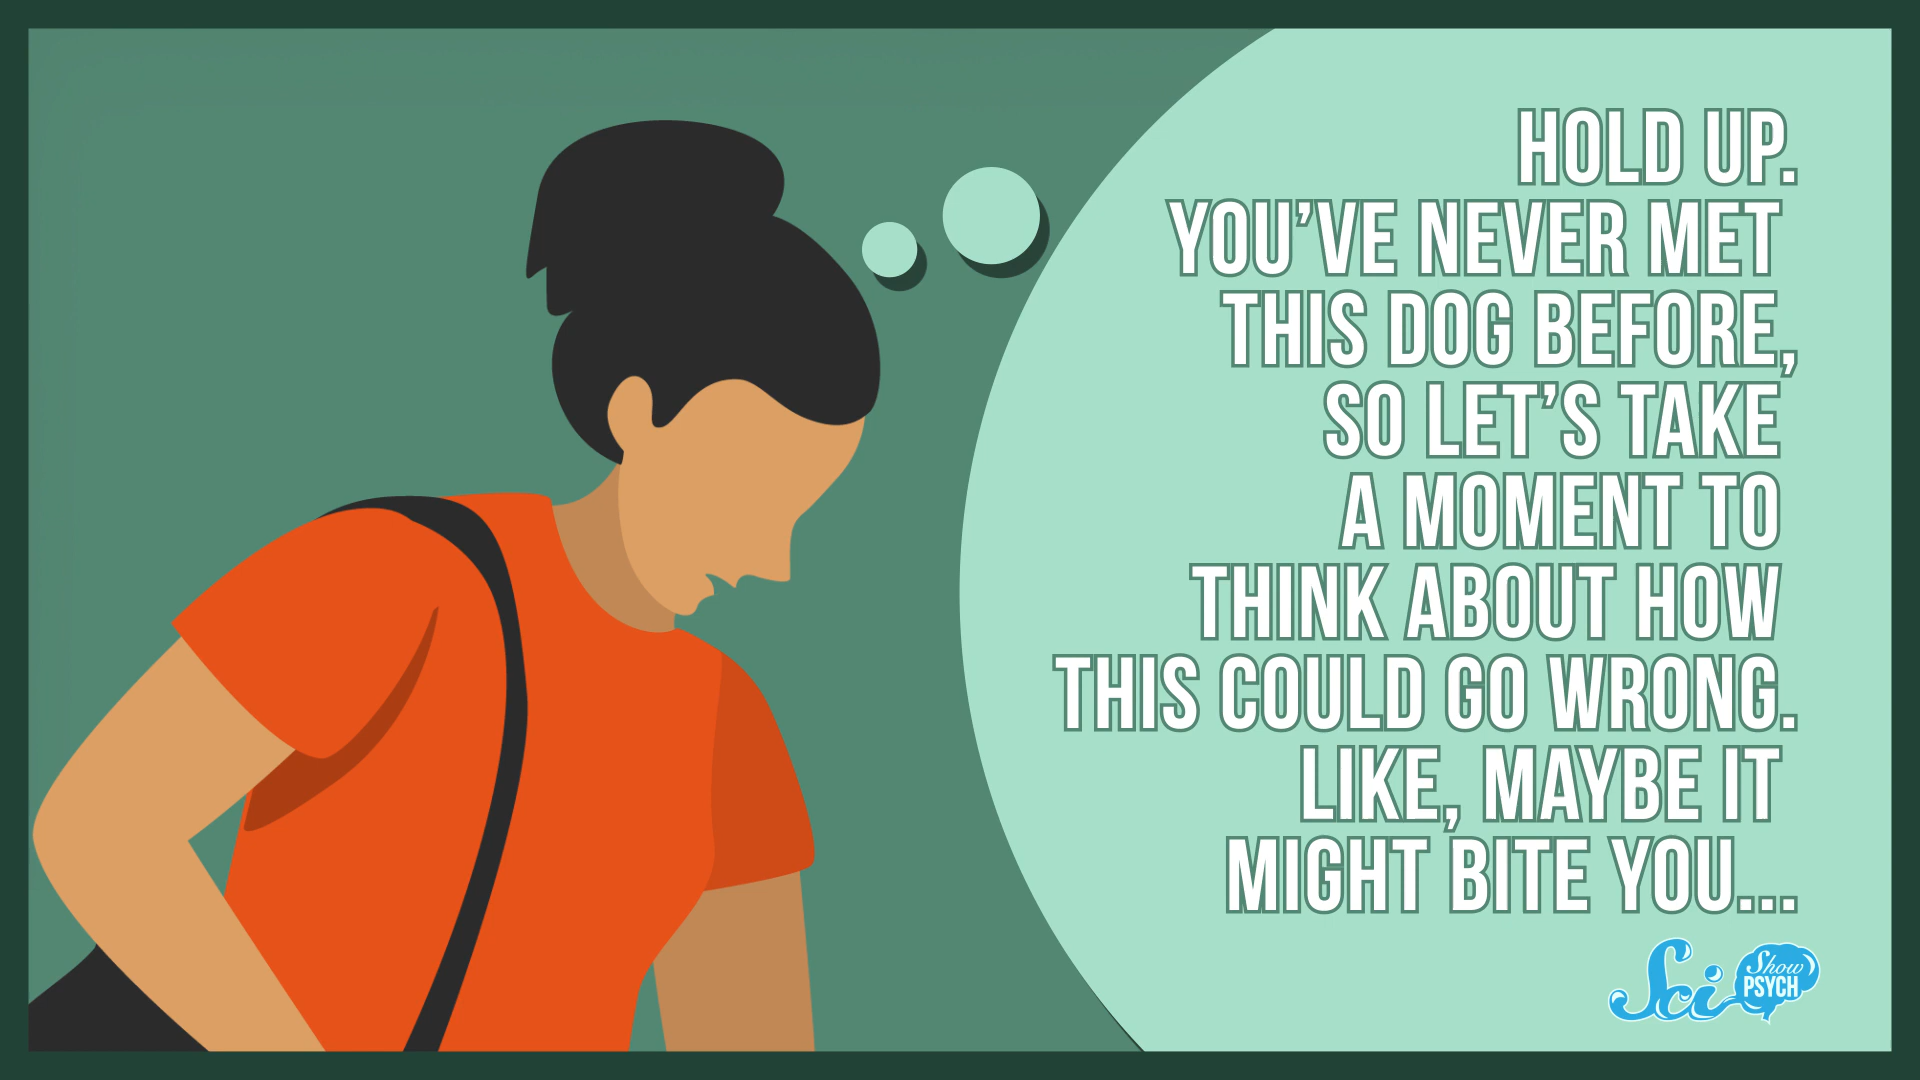 HOLD UP.
YOU'VE NEVER MET
THIS DOG BEFORE,
SO LET'S TAKE
A MOMENT TO
THINK ABOUT HOW
THIS COULD GO WRONG.
LIKE, MAYBE IT
MIGHT BITE YOU...
Sci Show
PSYCH